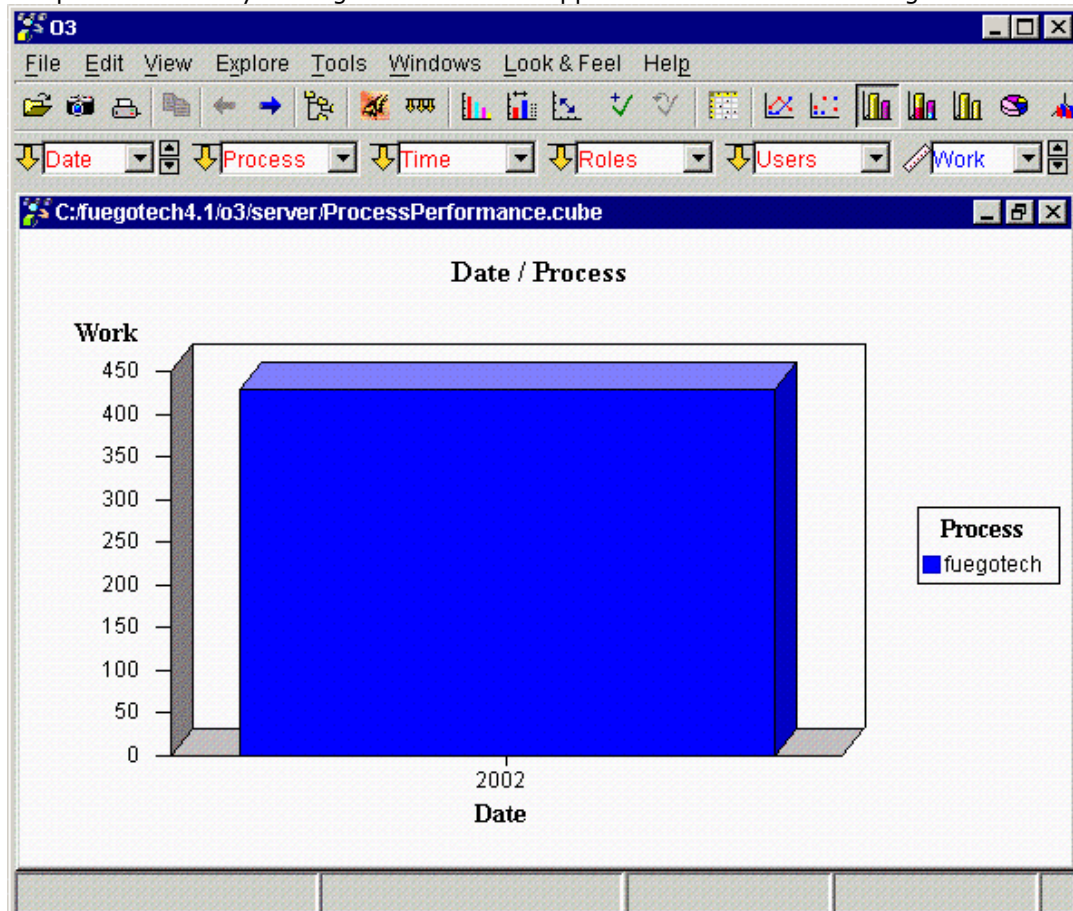 O3
File Edit View Explore Tools Windows Look & Feel Help
Date Process Time Roles Users Work
C:/fuegotech4.1/o3/server/ProcessPerformance.cube
Date / Process
Work
450
400
350
300
250
200
150
100
50
0
2002
Date
Process
fuegotech